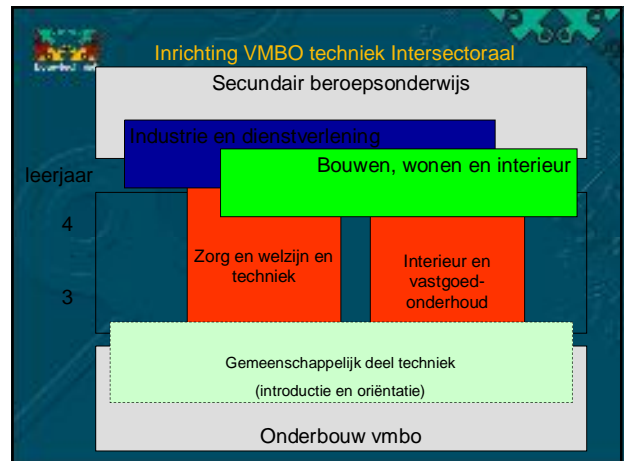 Inrichting VMBO techniek Intersectoraal
Secundair beroepsonderwijs
Industrie en dienstverlening
Bouwen, wonen en interieur
leerjaar
4
Zorg en welzijn en
techniek
Interieur en
vastgoed-
onderhoud
3
Gemeenschappelijk deel techniek
(introductie en oriëntatie)
Onderbouw vmbo